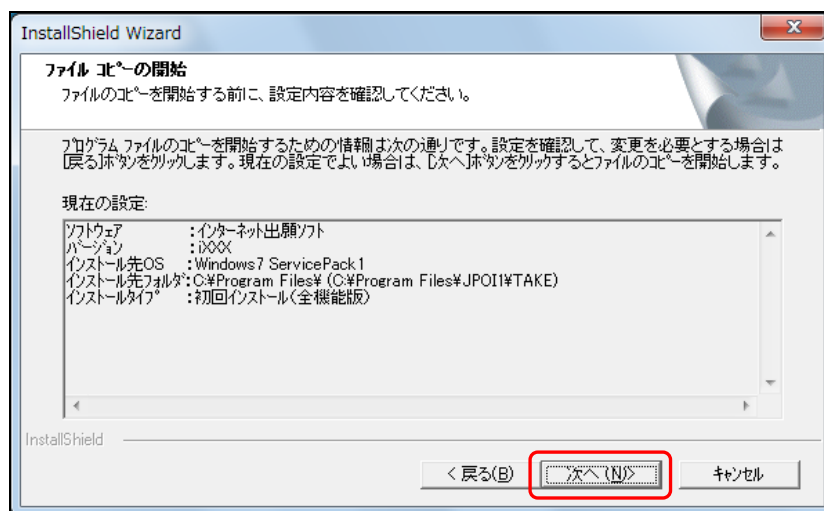 InstallShield Wizard
ファイル コピーの開始
ファイルのコピーを開始する前に、設定内容を確認してください。
プログラム ファイルのコピーを開始するための情報は次の通りです。設定を確認して、変更を必要とする場合は
[戻る]ボタンをクリックします。現在の設定でよい場合は、[次へ]ボタンをクリックするとファイルのコピーを開始します。
現在の設定:
ソフトウェア :インターネット出願ソフト
バージョン :iXXX
インストール先OS :Windows7 ServicePack1
インストール先フォルダ:C:¥Program Files¥ (C:¥Program Files¥JPOI1¥TAKE)
インストールタイプ :初回インストール(全機能版)
InstallShield
< 戻る(B) 次へ (N)> キャンセル